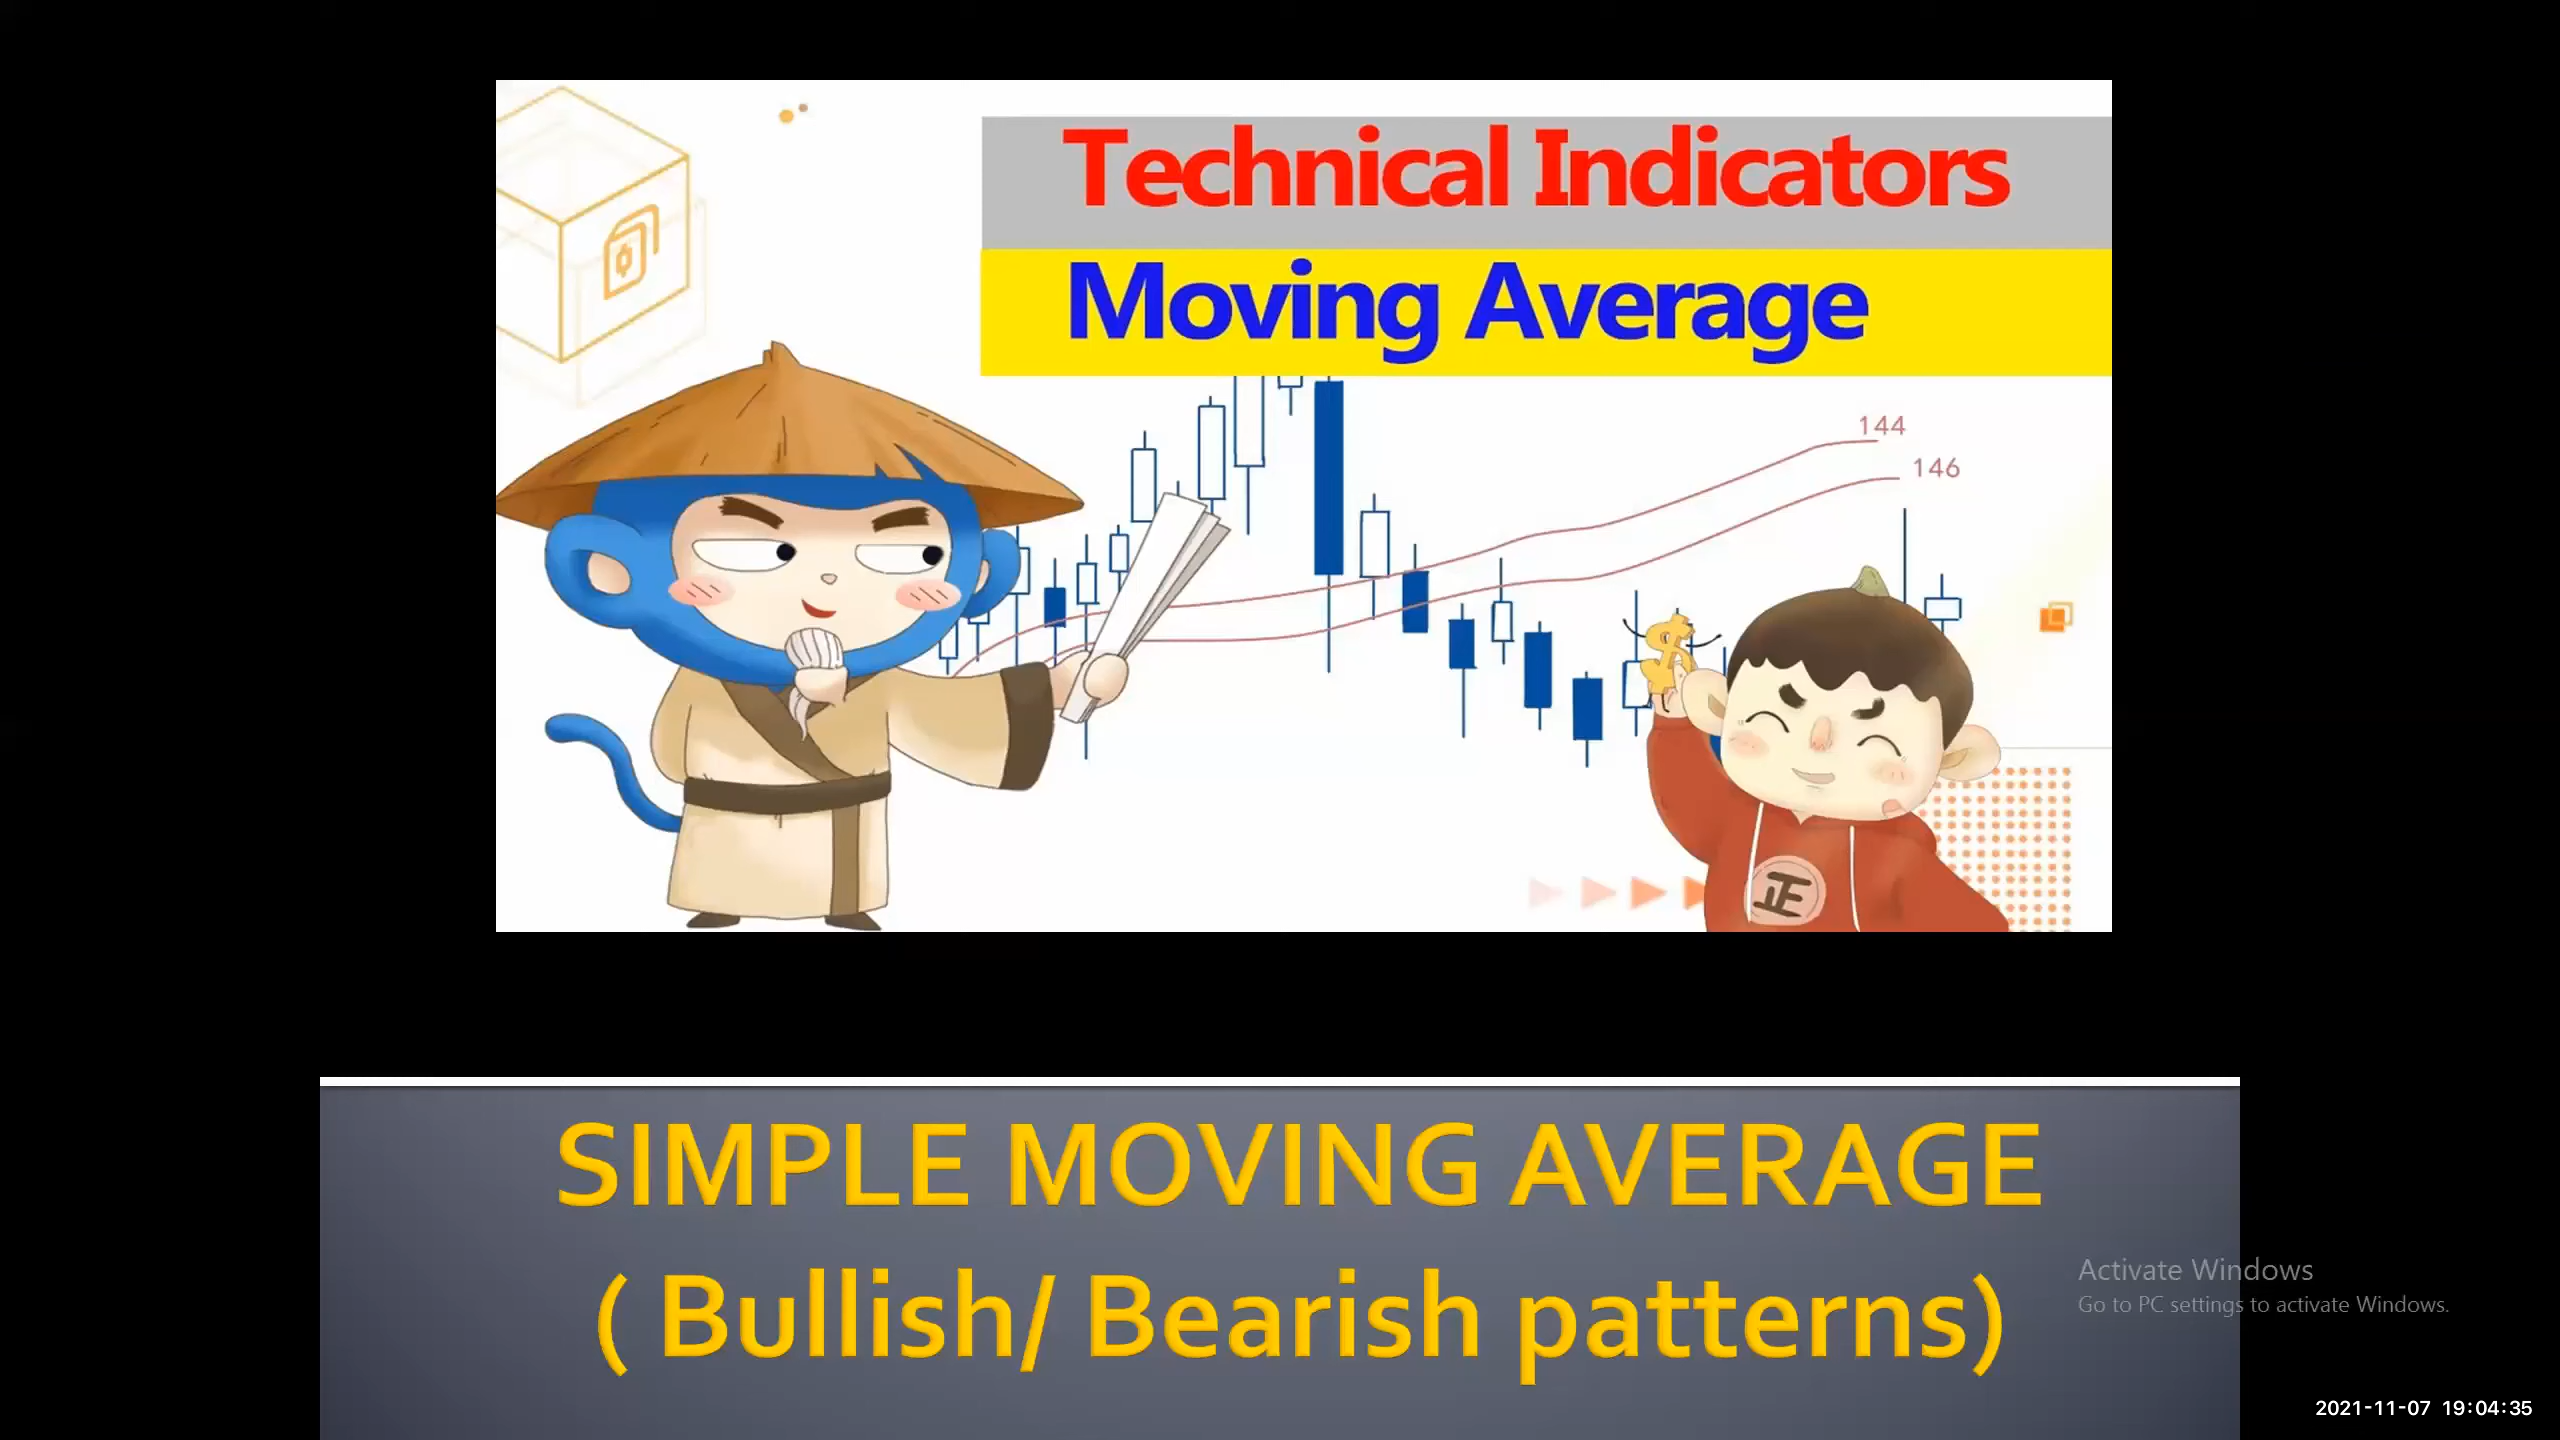 Technical Indicators
Moving Average
144
146
正
SIMPLE MOVING AVERAGE
( Bullish/ Bearish patterns)
Activate Windows
Go to PC settings to activate Windows.
2021-11-07 19:04:35